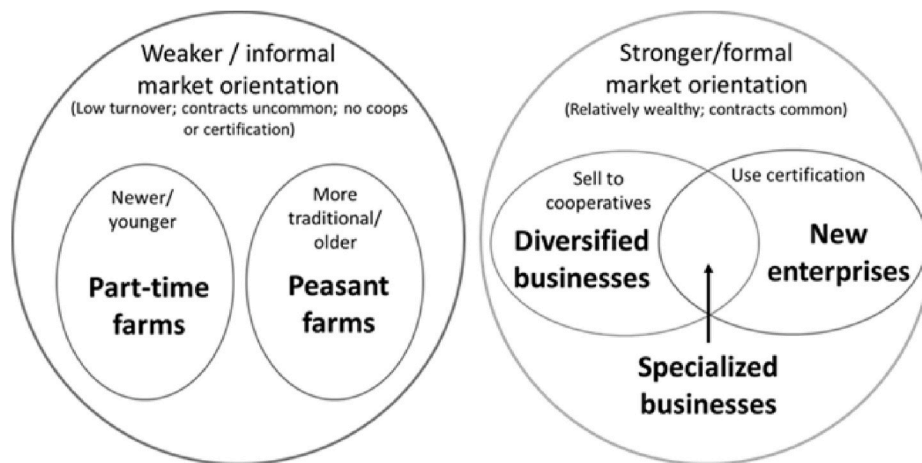 Weaker / informal
market orientation
(Low turnover; contracts uncommon; no coops
or certification)
Newer/
younger
Part-time
farms
More
traditional/
older
Peasant
farms
Stronger/formal
market orientation
(Relatively wealthy; contracts common)
Sell to
cooperatives
Diversified
businesses
Use certification
New
enterprises
Specialized
businesses